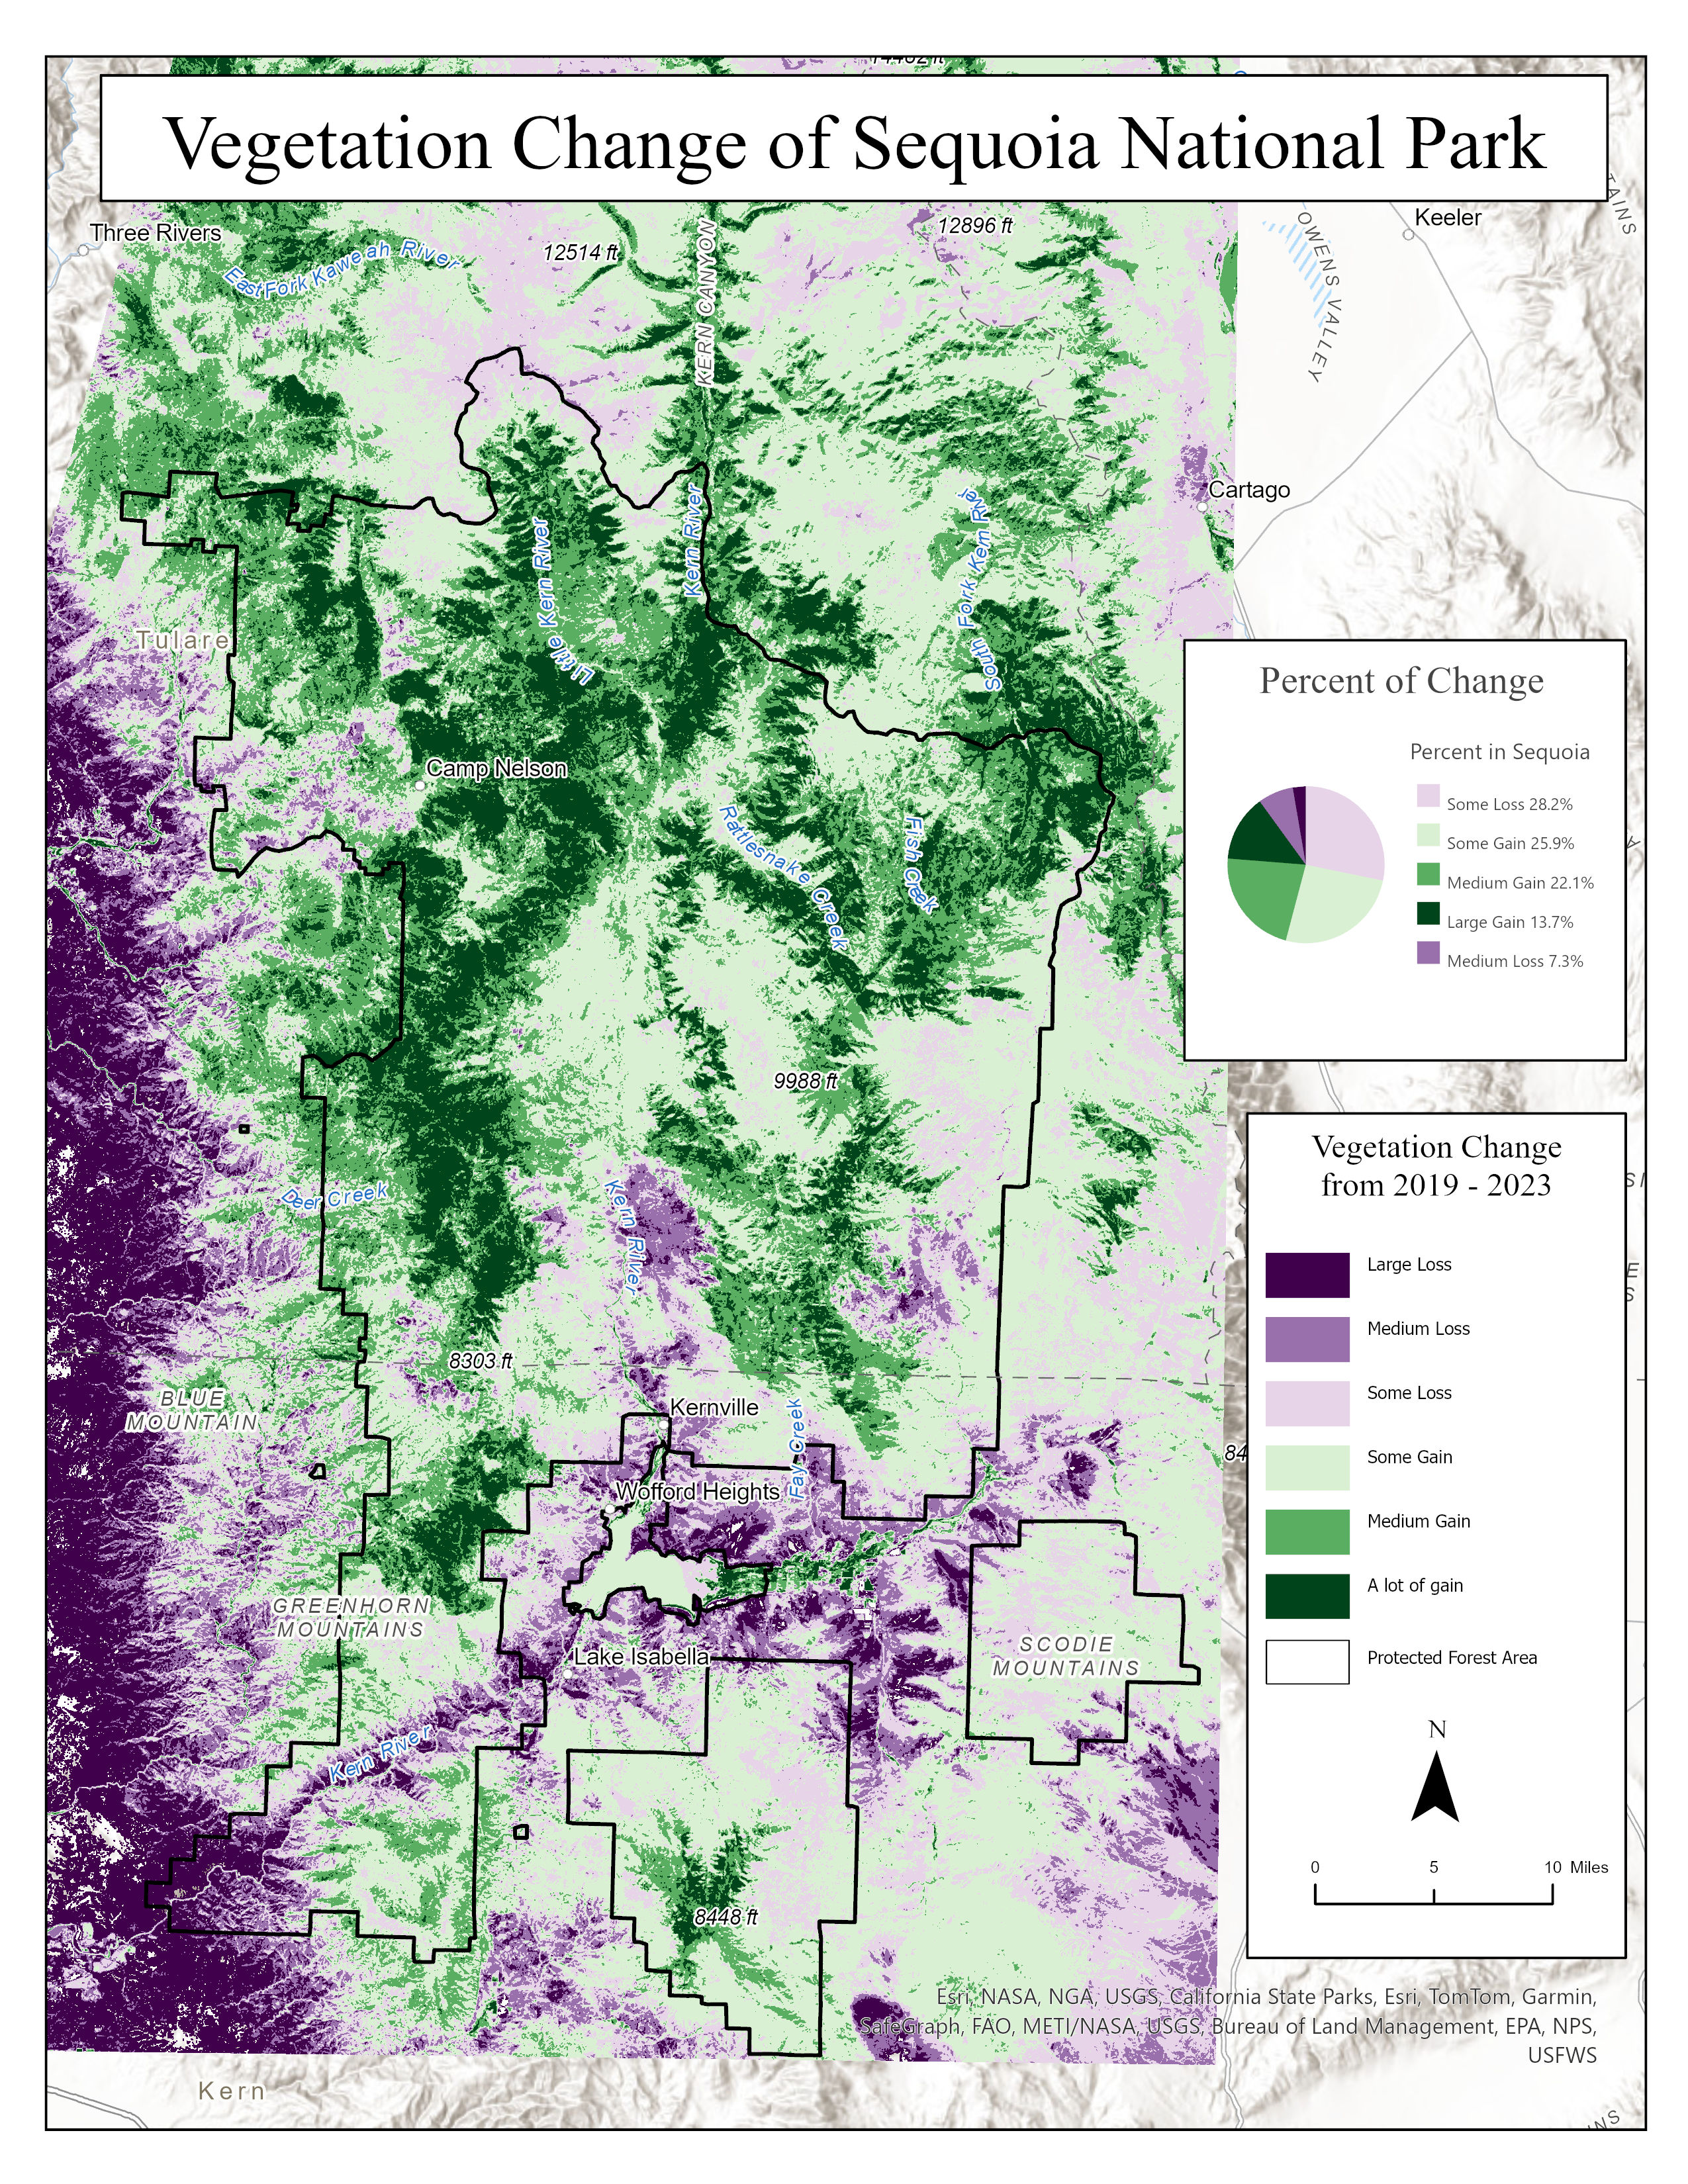 Vegetation Change of Sequoia National Park
Three Rivers
East Fork Kaweah River
12514 ft
KERN CANYON
12896 ft
OWENS VALLEY
Keeler
Cartago
Kern River
Little Kern River
South Fork Kern River
Tulare
Camp Nelson
Rattlesnake Creek
Fish Creek
9988 ft
Deer Creek
Kern River
8303 ft
BLUE
MOUNTAIN
Kernville
Fay Creek
Wofford Heights
GREENHORN
MOUNTAINS
Lake Isabella
SCODIE
MOUNTAINS
Kern River
8448 ft
Kern
Percent of Change
Percent in Sequoia
Some Loss 28.2%
Some Gain 25.9%
Medium Gain 22.1%
Large Gain 13.7%
Medium Loss 7.3%
Vegetation Change
from 2019 - 2023
Large Loss
Medium Loss
Some Loss
Some Gain
Medium Gain
A lot of gain
Protected Forest Area
N
0 5 10 Miles
Esri, NASA, NGA, USGS, California State Parks, Esri, TomTom, Garmin,
SafeGraph, FAO, METI/NASA, USGS, Bureau of Land Management, EPA, NPS,
USFWS